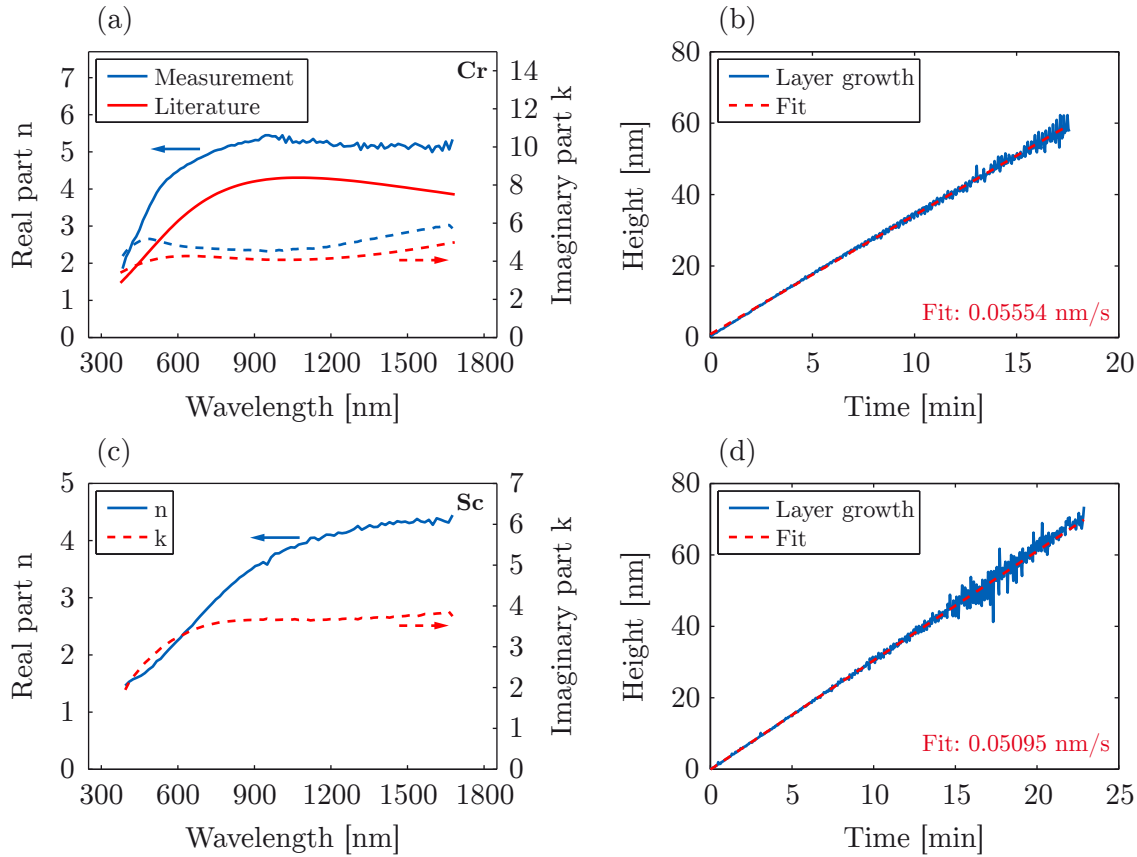 (a)
Real part n
7
6
5
4
3
2
1
0
Measurement
Literature
Cr
14
12
10
8
6
4
2
0
Imaginary part k
300 600 900 1200 1500 1800
Wavelength [nm]
(b)
Height [nm]
80
60
40
20
0
Layer growth
Fit
Fit: 0.05554 nm/s
0 5 10 15 20
Time [min]
(c)
Real part n
5
4
3
2
1
0
n
k
Sc
7
6
5
4
3
2
1
0
Imaginary part k
300 600 900 1200 1500 1800
Wavelength [nm]
(d)
Height [nm]
80
60
40
20
0
Layer growth
Fit
Fit: 0.05095 nm/s
0 5 10 15 20 25
Time [min]